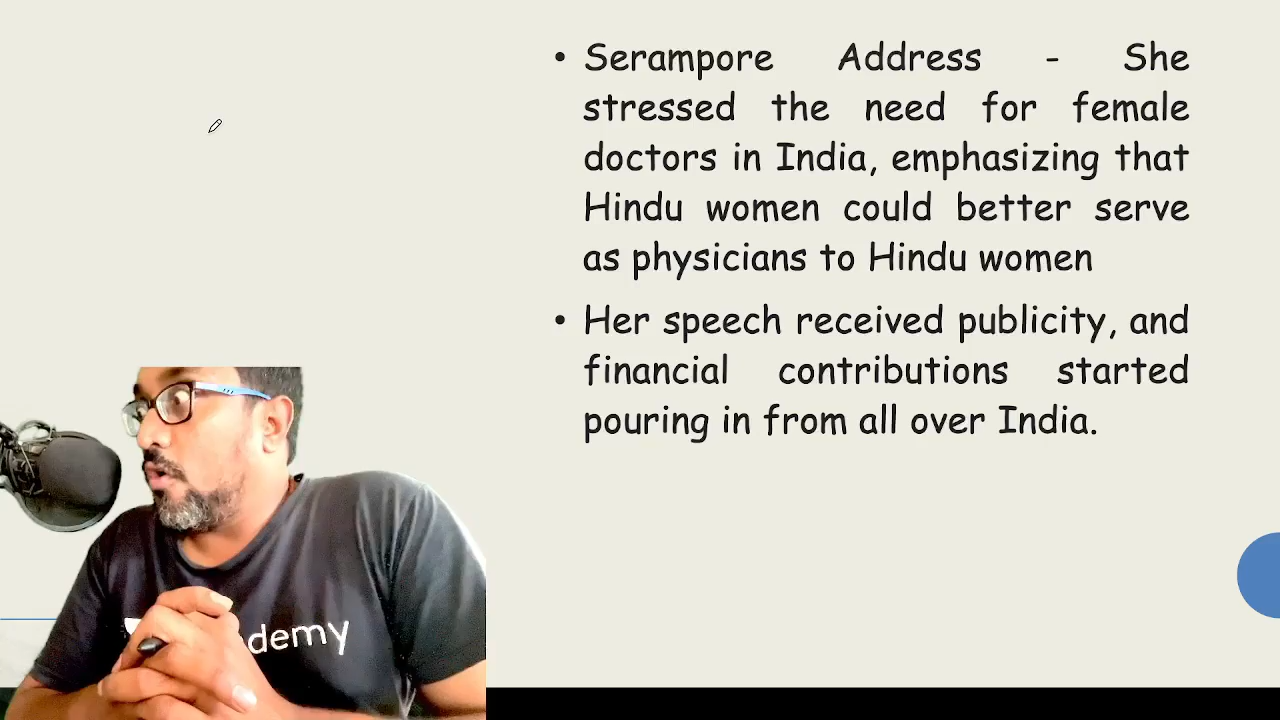 • Serampore Address - She
stressed the need for female
doctors in India, emphasizing that
Hindu women could better serve
as physicians to Hindu women
• Her speech received publicity, and
financial contributions started
pouring in from all over India.
demy